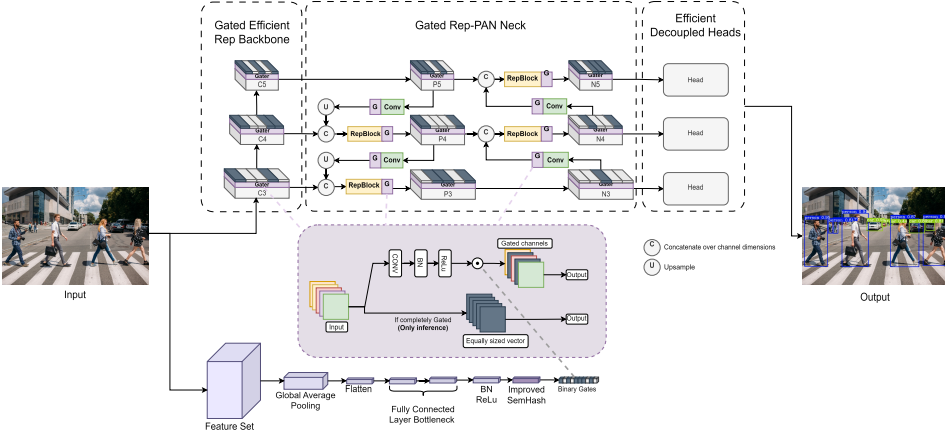 Gated Efficient
Rep Backbone
Gated Rep-PAN Neck
Efficient
Decoupled Heads
Gater
C5
Gater
P5
C
RepBlock
G
Gater
N5
Head
U
G
Conv
G
Conv
Gater
C4
C
RepBlock
G
Gater
P4
C
RepBlock
G
Gater
N4
Head
U
G
Conv
G
Conv
Gater
C3
C
RepBlock
G
Gater
P3
Gater
N3
Head
Input
Output
C
Concatenate over channel dimensions
U
Upsample
Gated channels
CONV
BN
ReLu
Output
Input
If completely Gated
(Only inference)
Output
Equally sized vector
Feature Set
Global Average
Pooling
Flatten
Fully Connected
Layer Bottleneck
BN
ReLu
Improved
SemHash
Binary Gates